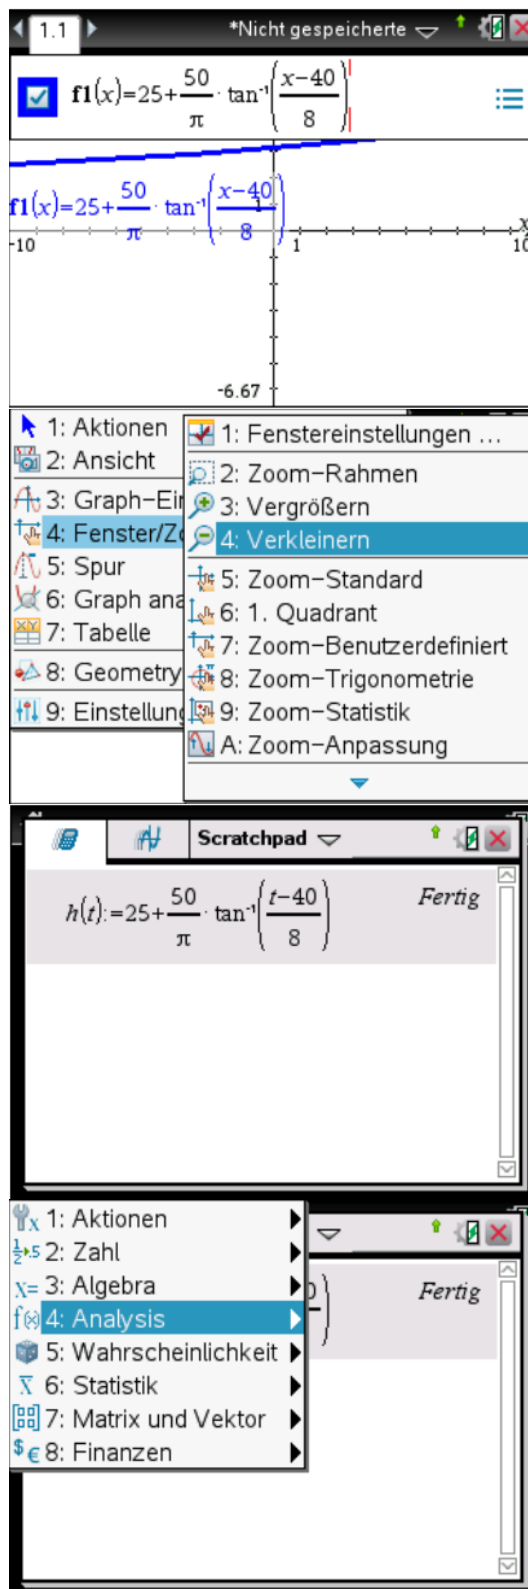 1.1 *Nicht gespeicherte
f1(x)=25+50/π·tan⁻¹((x-40)/8)
f1(x)=25+50/π·tan⁻¹((x-40)/8)
1
x
-10 1 10
-6.67
1: Aktionen
2: Ansicht
3: Graph-Ei
4: Fenster/Z
5: Spur
6: Graph ana
7: Tabelle
8: Geometry
9: Einstellung
1: Fenstereinstellungen ...
2: Zoom-Rahmen
3: Vergrößern
4: Verkleinern
5: Zoom-Standard
6: 1. Quadrant
7: Zoom-Benutzerdefiniert
8: Zoom-Trigonometrie
9: Zoom-Statistik
A: Zoom-Anpassung
Scratchpad
h(t):=25+50/π·tan⁻¹((t-40)/8) Fertig
1: Aktionen
2: Zahl
3: Algebra
4: Analysis
5: Wahrscheinlichkeit
6: Statistik
7: Matrix und Vektor
8: Finanzen
Fertig